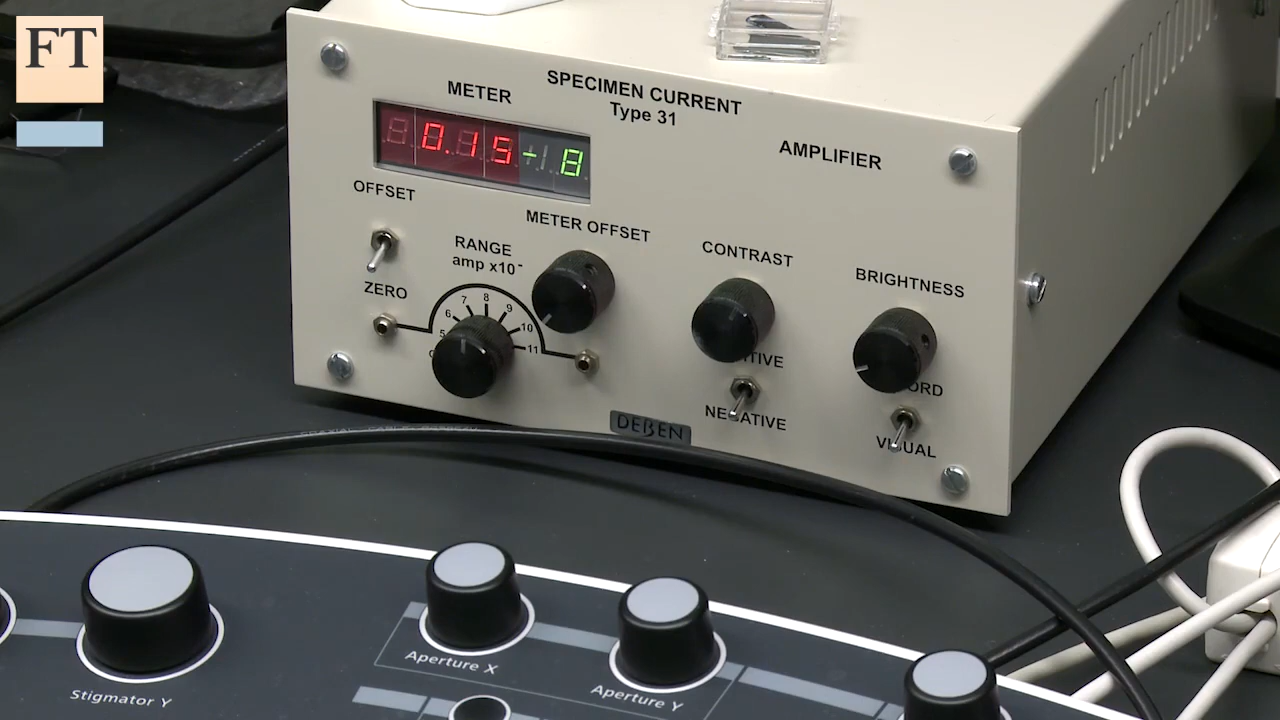 FT
SPECIMEN CURRENT
Type 31
METER
AMPLIFIER
0.15 - 8
OFFSET
METER OFFSET
RANGE
amp x10⁻
CONTRAST
BRIGHTNESS
ZERO
5 6 7 8 9 10 11
NEGATIVE
VISUAL
DEBEN
Aperture X
Aperture Y
Stigmator Y